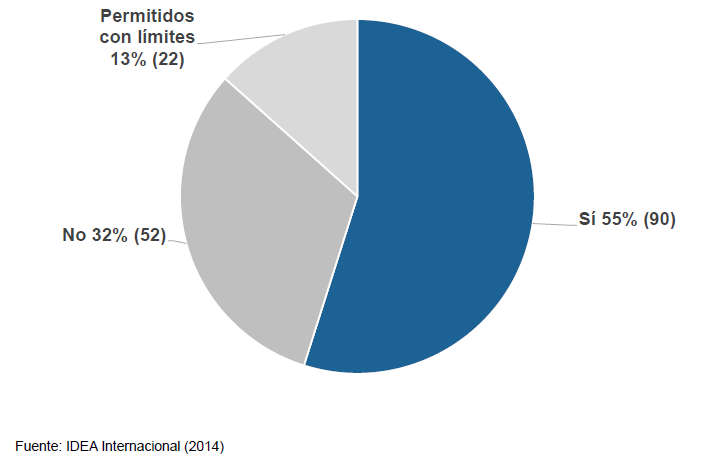 Permitidos
con límites
13% (22)
No 32% (52)
Sí 55% (90)
Fuente: IDEA Internacional (2014)